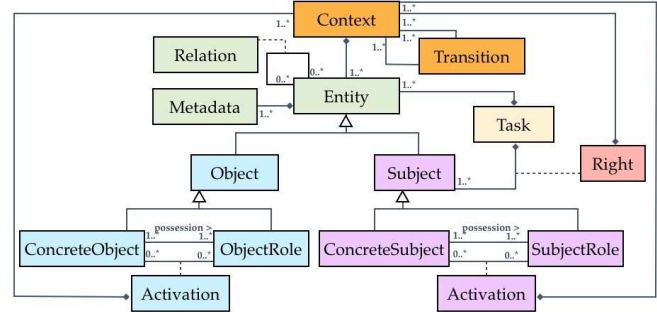 1..*
Context
1..*
1..*
1..*
1..*
Relation
Transition
0..*
0..*
1..*
Entity
1..*
Metadata
1..*
Task
Right
Object
Subject
1..*
possession >
1..*
1..*
ConcreteObject
ObjectRole
0..*
0..*
Activation
possession >
1..*
1..*
ConcreteSubject
SubjectRole
0..*
0..*
Activation